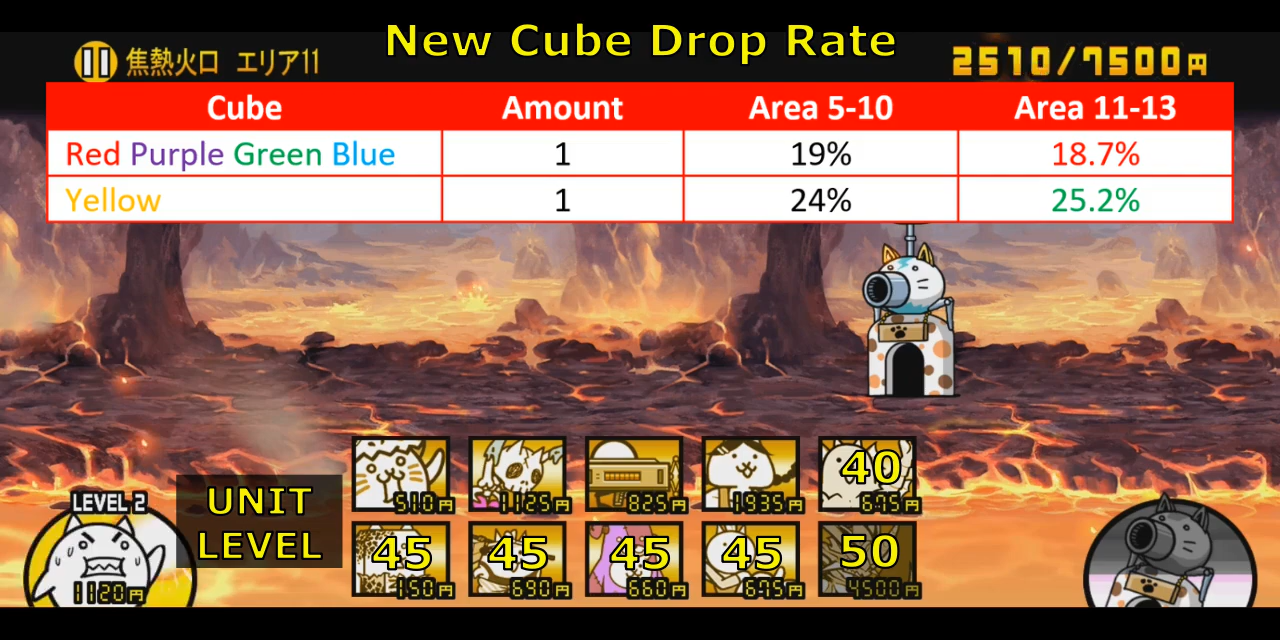 New Cube Drop Rate
焦熱火口 エリア11
2510/7500円
Cube Amount Area 5-10 Area 11-13
Red Purple Green Blue 1 19% 18.7%
Yellow 1 24% 25.2%
LEVEL 2
1120円
UNIT
LEVEL
510円 1125円 825円 1935円 40 675円
45 45 45 45 50
150円 690円 660円 675円 4500円